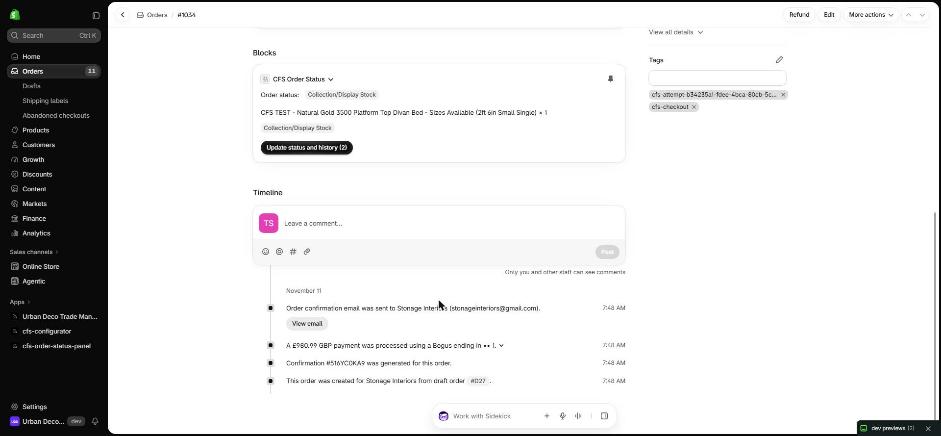 Search
Ctrl K
Home
Orders
11
Drafts
Shipping labels
Abandoned checkouts
Products
Customers
Growth
Discounts
Content
Markets
Finance
Analytics
Sales channels
Online Store
Agentic
Apps
Urban Deco Trade Man...
cfs-configurator
cfs-order-status-panel
Settings
Urban Deco...
dev
Orders
#1034
Refund
Edit
More actions
View all details
Tags
cfs-checkout
Blocks
CFS Order Status
Order status: Collection/Display Stock
CFS TEST - Natural Gold 3500 Platform Top Divan Bed - Sizes Available (2ft 6in Small Single) × 1
Collection/Display Stock
Update status and history (2)
Timeline
TS
Leave a comment...
Post
Only you and other staff can see comments
November 11
Order confirmation email was sent to Stonage Interiors (stonageinteriors@gmail.com).
7:48 AM
View email
A £980.99 GBP payment was processed using a Bogus ending in •• 1.
7:48 AM
Confirmation #516YC0KA9 was generated for this order.
7:48 AM
This order was created for Stonage Interiors from draft order #D27 .
7:48 AM
Work with Sidekick
dev previews (2)